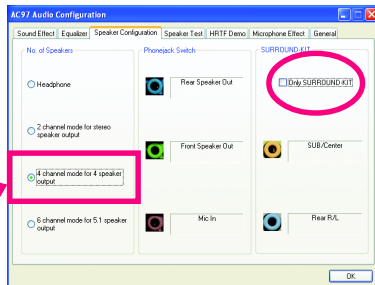 AC97 Audio Configuration
Sound Effect Equalizer Speaker Configuration Speaker Test HRTF Demo Microphone Effect General
No. of Speakers
Phonejack Switch
SURROUND-KIT
Headphone
Rear Speaker Out
Only SURROUND-KIT
2 channel mode for stereo
speaker output
Front Speaker Out
SUB/Center
4 channel mode for 4 speaker
output
6 channel mode for 5.1 speaker
output
Mic In
Rear R/L
OK